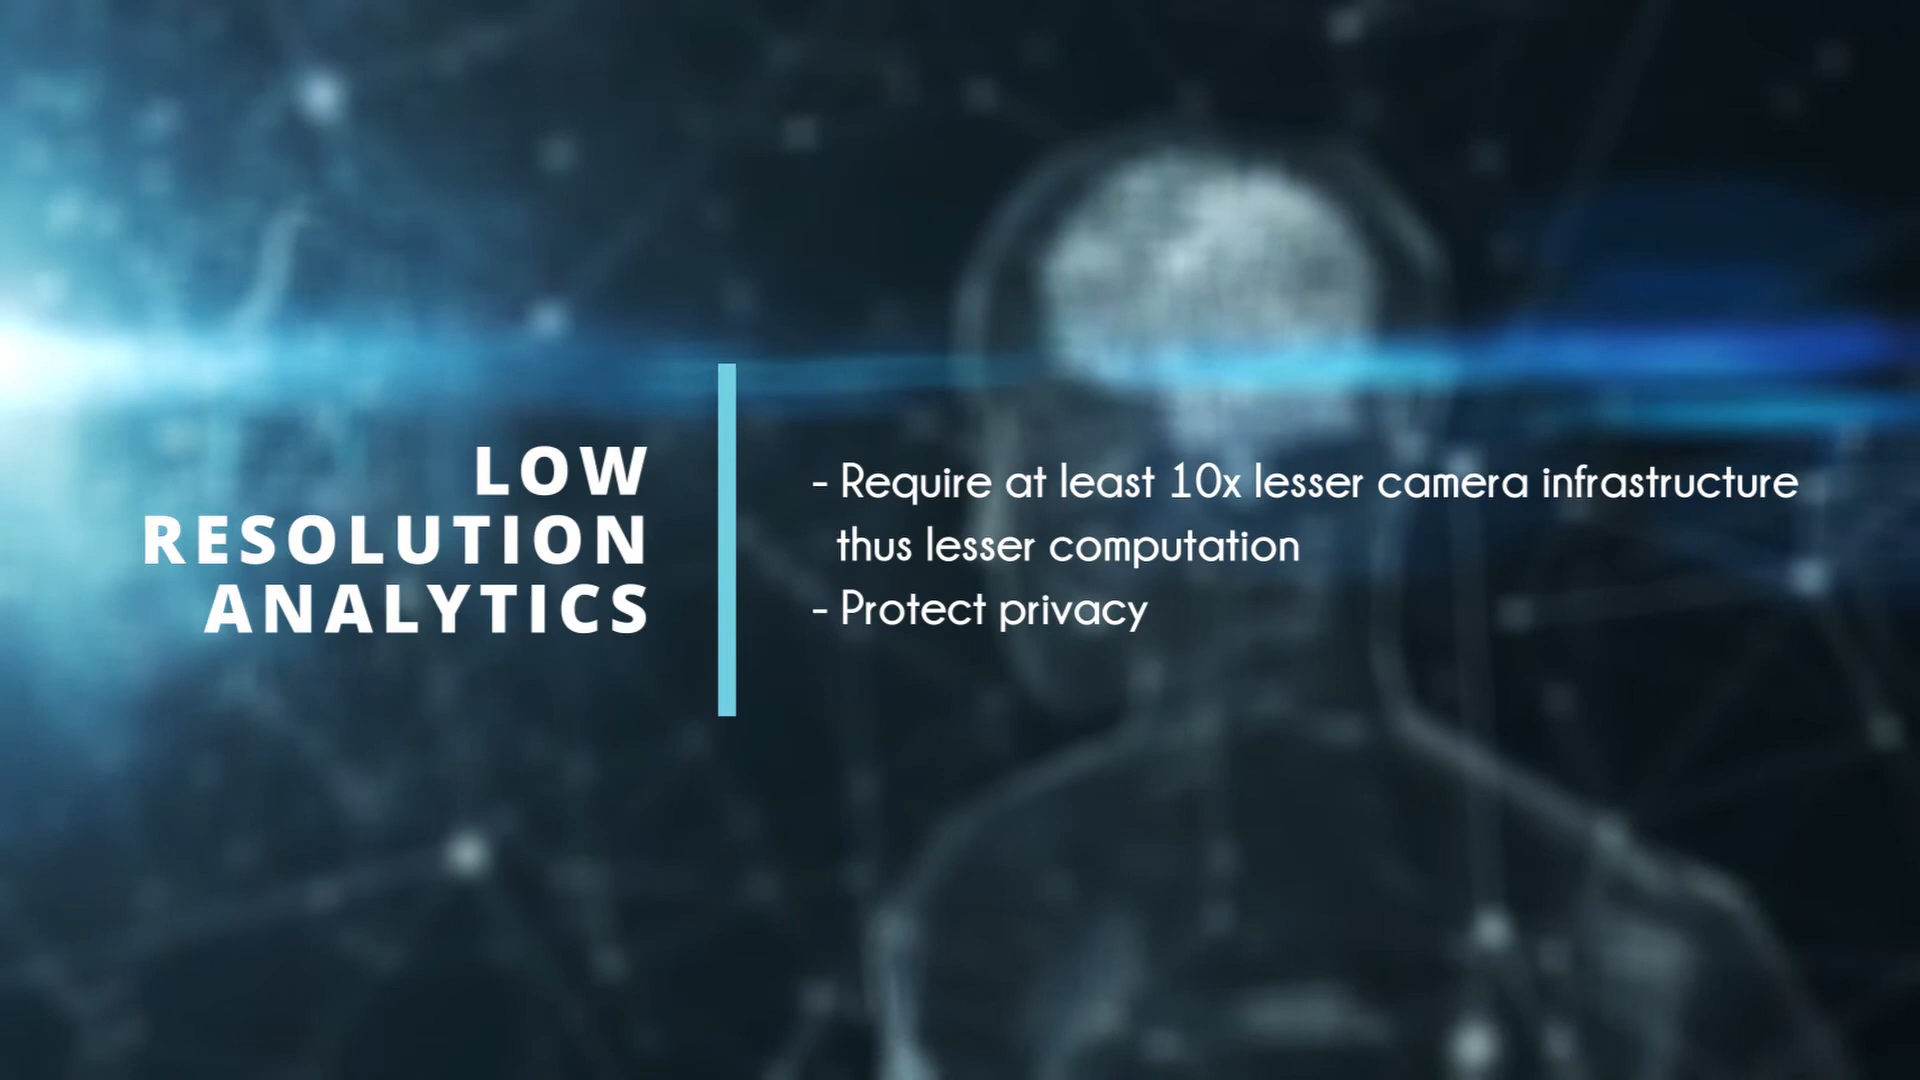 LOW
RESOLUTION
ANALYTICS
- Require at least 10x lesser camera infrastructure
thus lesser computation
- Protect privacy